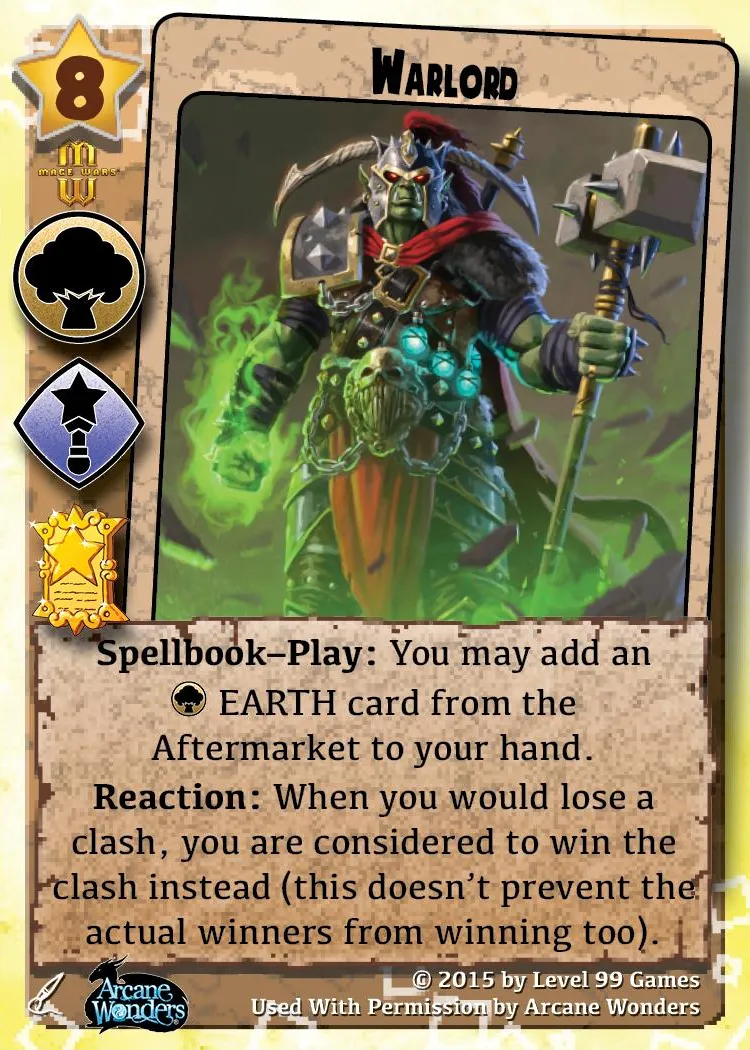 8
WARLORD
MAGE WARS
Spellbook–Play: You may add an
EARTH card from the
Aftermarket to your hand.
Reaction: When you would lose a
clash, you are considered to win the
clash instead (this doesn't prevent the
actual winners from winning too).
Arcane
Wonders
© 2015 by Level 99 Games
Used With Permission by Arcane Wonders